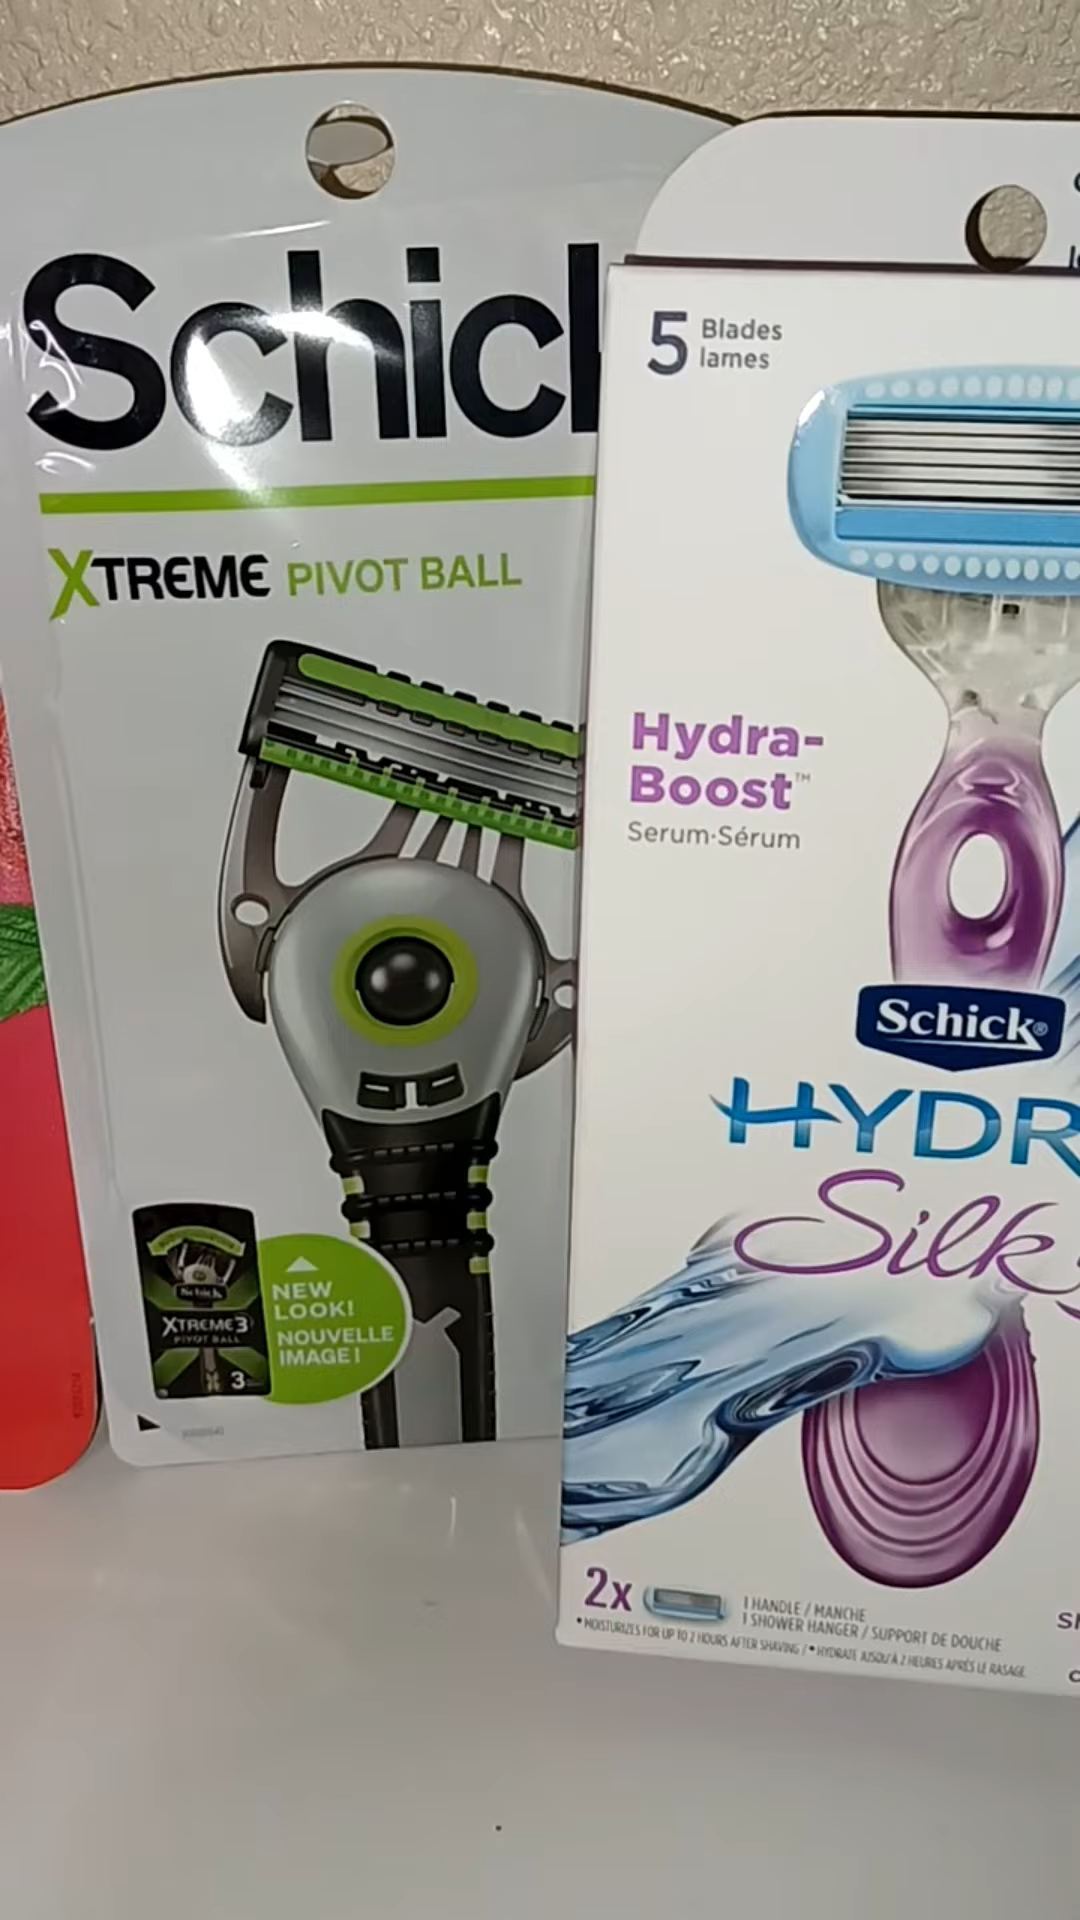 Schick
XTREME PIVOT BALL
Schick
XTREME3
PIVOT BALL
3
NEW
LOOK!
NOUVELLE
IMAGE!
5 Blades
lames
Hydra-
Boost™
Serum·Sérum
Schick®
HYDR
Silk
2x
1 HANDLE / MANCHE
1 SHOWER HANGER / SUPPORT DE DOUCHE
*MOISTURIZES FOR UP TO 2 HOURS AFTER SHAVING / *HYDRATE JUSQU'À 2 HEURES APRÈS LE RASAGE